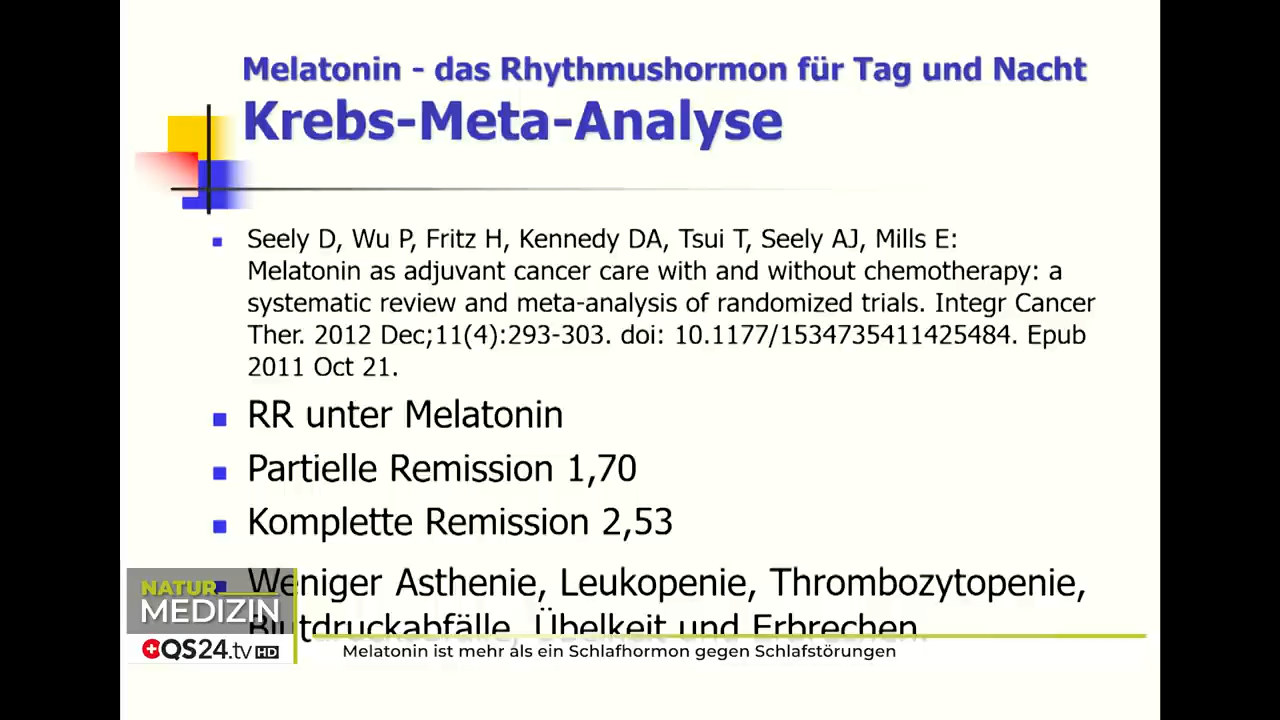 Melatonin - das Rhythmushormon für Tag und Nacht
Krebs-Meta-Analyse
Seely D, Wu P, Fritz H, Kennedy DA, Tsui T, Seely AJ, Mills E:
Melatonin as adjuvant cancer care with and without chemotherapy: a
systematic review and meta-analysis of randomized trials. Integr Cancer
Ther. 2012 Dec;11(4):293-303. doi: 10.1177/1534735411425484. Epub
2011 Oct 21.
RR unter Melatonin
Partielle Remission 1,70
Komplette Remission 2,53
Weniger Asthenie, Leukopenie, Thrombozytopenie,
Blutdruckabfälle, Übelkeit und Erbrechen.
NATUR
MEDIZIN
QS24.tv HD
Melatonin ist mehr als ein Schlafhormon gegen Schlafstörungen